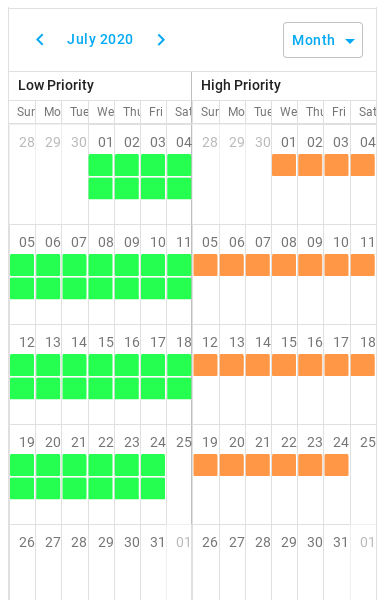 July 2020
Month
Low Priority High Priority
Sun Mo Tue We Thu Fri Sat Sun Mo Tue We Thu Fri Sat
28 29 30 01 02 03 04 28 29 30 01 02 03 04
05 06 07 08 09 10 11 05 06 07 08 09 10 11
12 13 14 15 16 17 18 12 13 14 15 16 17 18
19 20 21 22 23 24 25 19 20 21 22 23 24 25
26 27 28 29 30 31 01 26 27 28 29 30 31 01